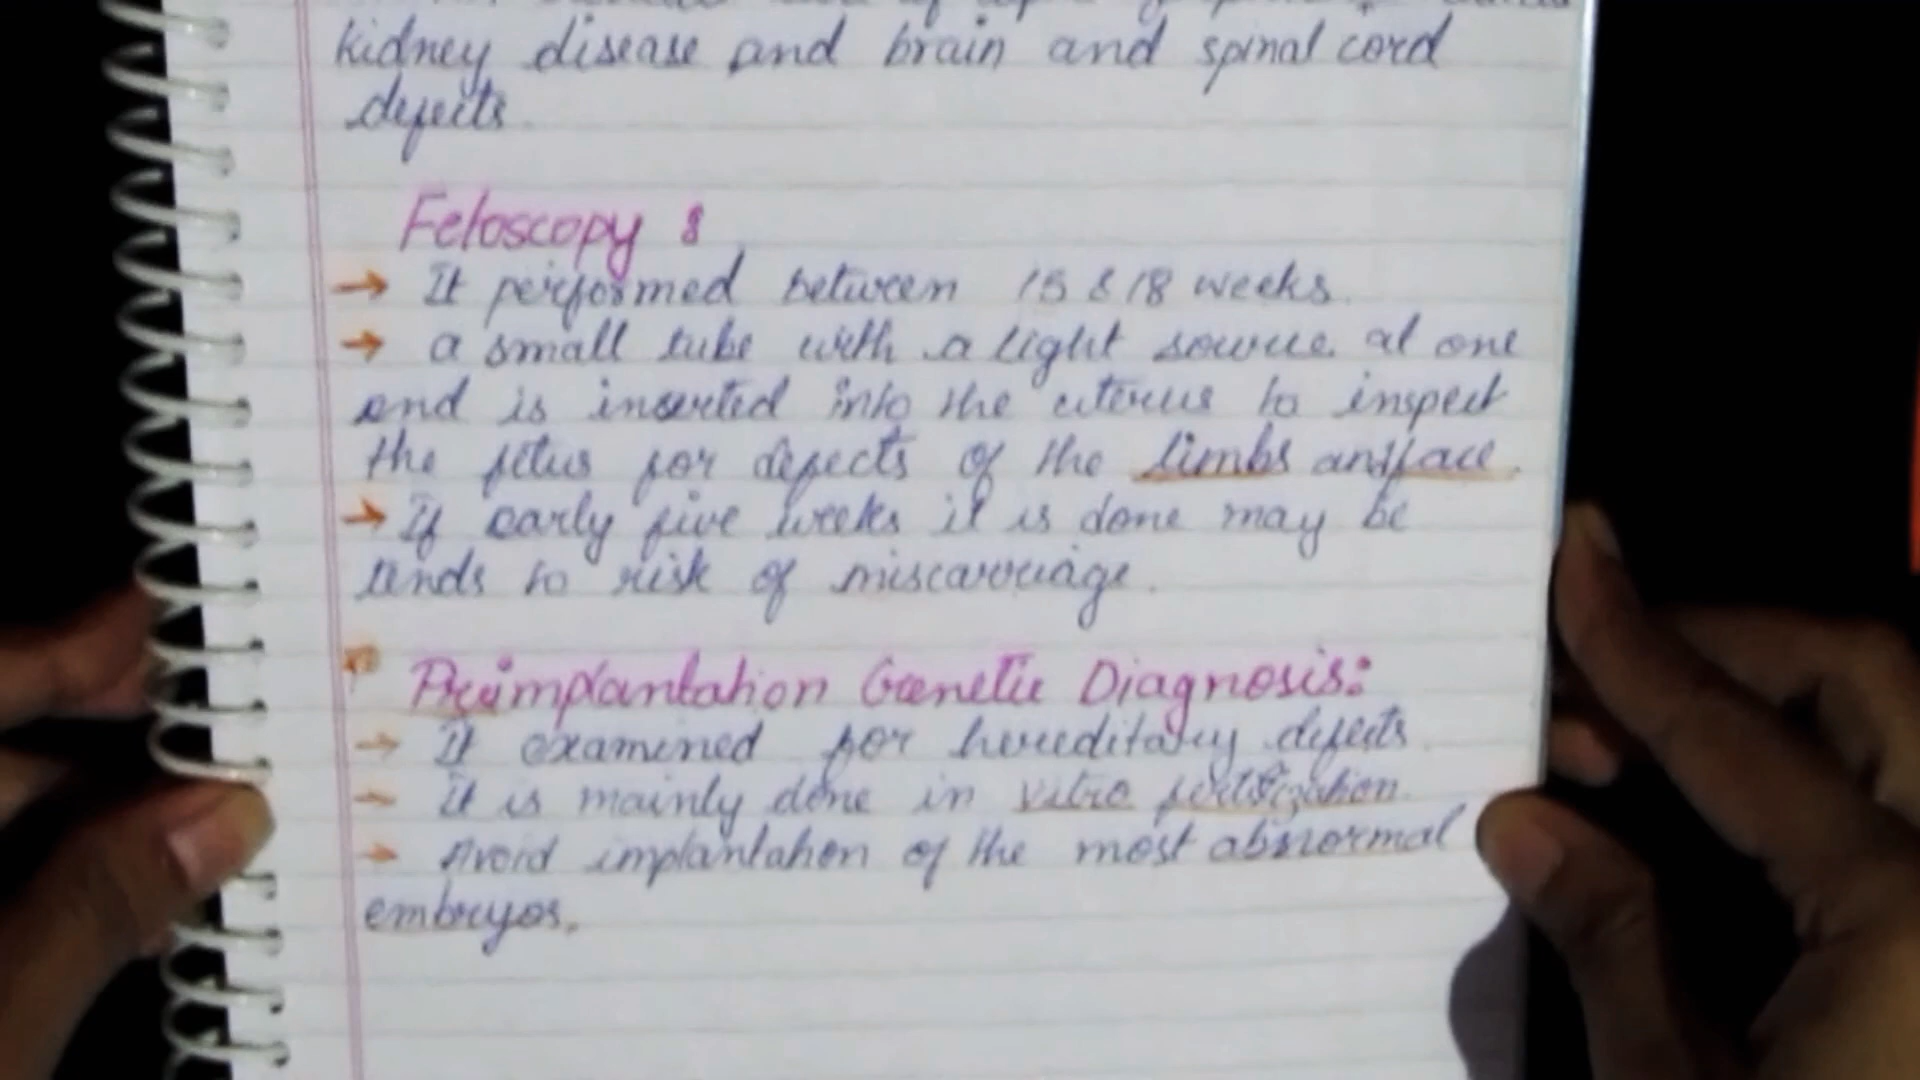 kidney disease and brain and spinal cord
defects.
Fetoscopy :
→ It performed between 15 & 18 weeks.
→ a small tube with a light source at one
end is inserted into the uterus to inspect
the fetus for defects of the limbs and face.
→ If early five weeks it is done may be
tends to risk of miscarriage.
Preimplantation Genetic Diagnosis:
→ It examined for hereditary defects.
→ It is mainly done in vitro fertilization.
→ Avoid implantation of the most abnormal
embryos.